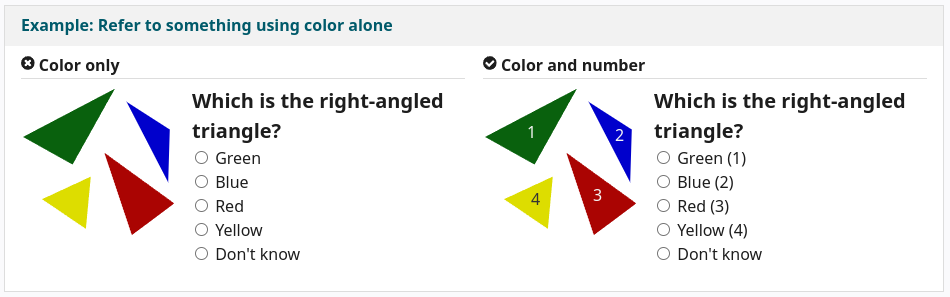 Example: Refer to something using color alone
Color only
Which is the right-angled
triangle?
Green
Blue
Red
Yellow
Don't know
Color and number
1
2
3
4
Which is the right-angled
triangle?
Green (1)
Blue (2)
Red (3)
Yellow (4)
Don't know